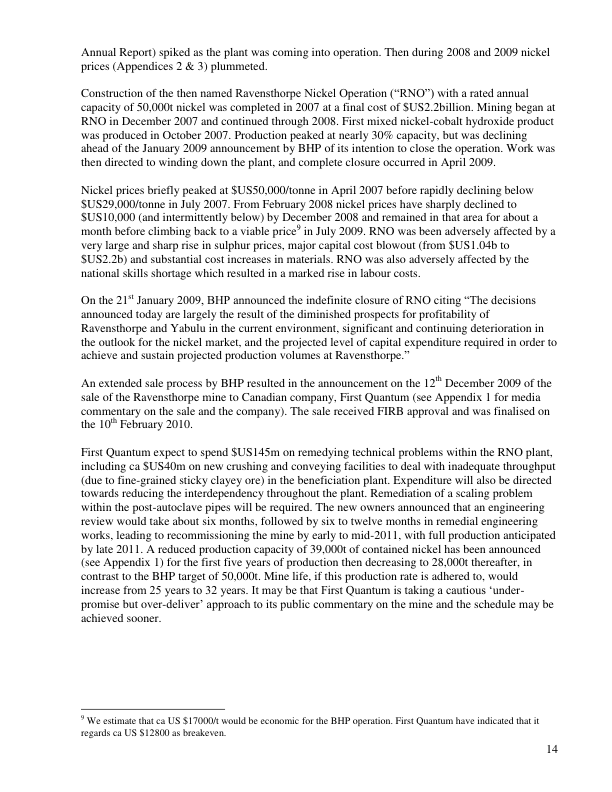 Annual Report) spiked as the plant was coming into operation. Then during 2008 and 2009 nickel
prices (Appendices 2 & 3) plummeted.
Construction of the then named Ravensthorpe Nickel Operation (“RNO”) with a rated annual
capacity of 50,000t nickel was completed in 2007 at a final cost of $US2.2billion. Mining began at
RNO in December 2007 and continued through 2008. First mixed nickel-cobalt hydroxide product
was produced in October 2007. Production peaked at nearly 30% capacity, but was declining
ahead of the January 2009 announcement by BHP of its intention to close the operation. Work was
then directed to winding down the plant, and complete closure occurred in April 2009.
Nickel prices briefly peaked at $US50,000/tonne in April 2007 before rapidly declining below
$US29,000/tonne in July 2007. From February 2008 nickel prices have sharply declined to
$US10,000 (and intermittently below) by December 2008 and remained in that area for about a
month before climbing back to a viable price9 in July 2009. RNO was been adversely affected by a
very large and sharp rise in sulphur prices, major capital cost blowout (from $US1.04b to
$US2.2b) and substantial cost increases in materials. RNO was also adversely affected by the
national skills shortage which resulted in a marked rise in labour costs.
On the 21st January 2009, BHP announced the indefinite closure of RNO citing “The decisions
announced today are largely the result of the diminished prospects for profitability of
Ravensthorpe and Yabulu in the current environment, significant and continuing deterioration in
the outlook for the nickel market, and the projected level of capital expenditure required in order to
achieve and sustain projected production volumes at Ravensthorpe.”
An extended sale process by BHP resulted in the announcement on the 12th December 2009 of the
sale of the Ravensthorpe mine to Canadian company, First Quantum (see Appendix 1 for media
commentary on the sale and the company). The sale received FIRB approval and was finalised on
the 10th February 2010.
First Quantum expect to spend $US145m on remedying technical problems within the RNO plant,
including ca $US40m on new crushing and conveying facilities to deal with inadequate throughput
(due to fine-grained sticky clayey ore) in the beneficiation plant. Expenditure will also be directed
towards reducing the interdependency throughout the plant. Remediation of a scaling problem
within the post-autoclave pipes will be required. The new owners announced that an engineering
review would take about six months, followed by six to twelve months in remedial engineering
works, leading to recommissioning the mine by early to mid-2011, with full production anticipated
by late 2011. A reduced production capacity of 39,000t of contained nickel has been announced
(see Appendix 1) for the first five years of production then decreasing to 28,000t thereafter, in
contrast to the BHP target of 50,000t. Mine life, if this production rate is adhered to, would
increase from 25 years to 32 years. It may be that First Quantum is taking a cautious ‘under-
promise but over-deliver’ approach to its public commentary on the mine and the schedule may be
achieved sooner.
9 We estimate that ca US $17000/t would be economic for the BHP operation. First Quantum have indicated that it
regards ca US $12800 as breakeven.
14